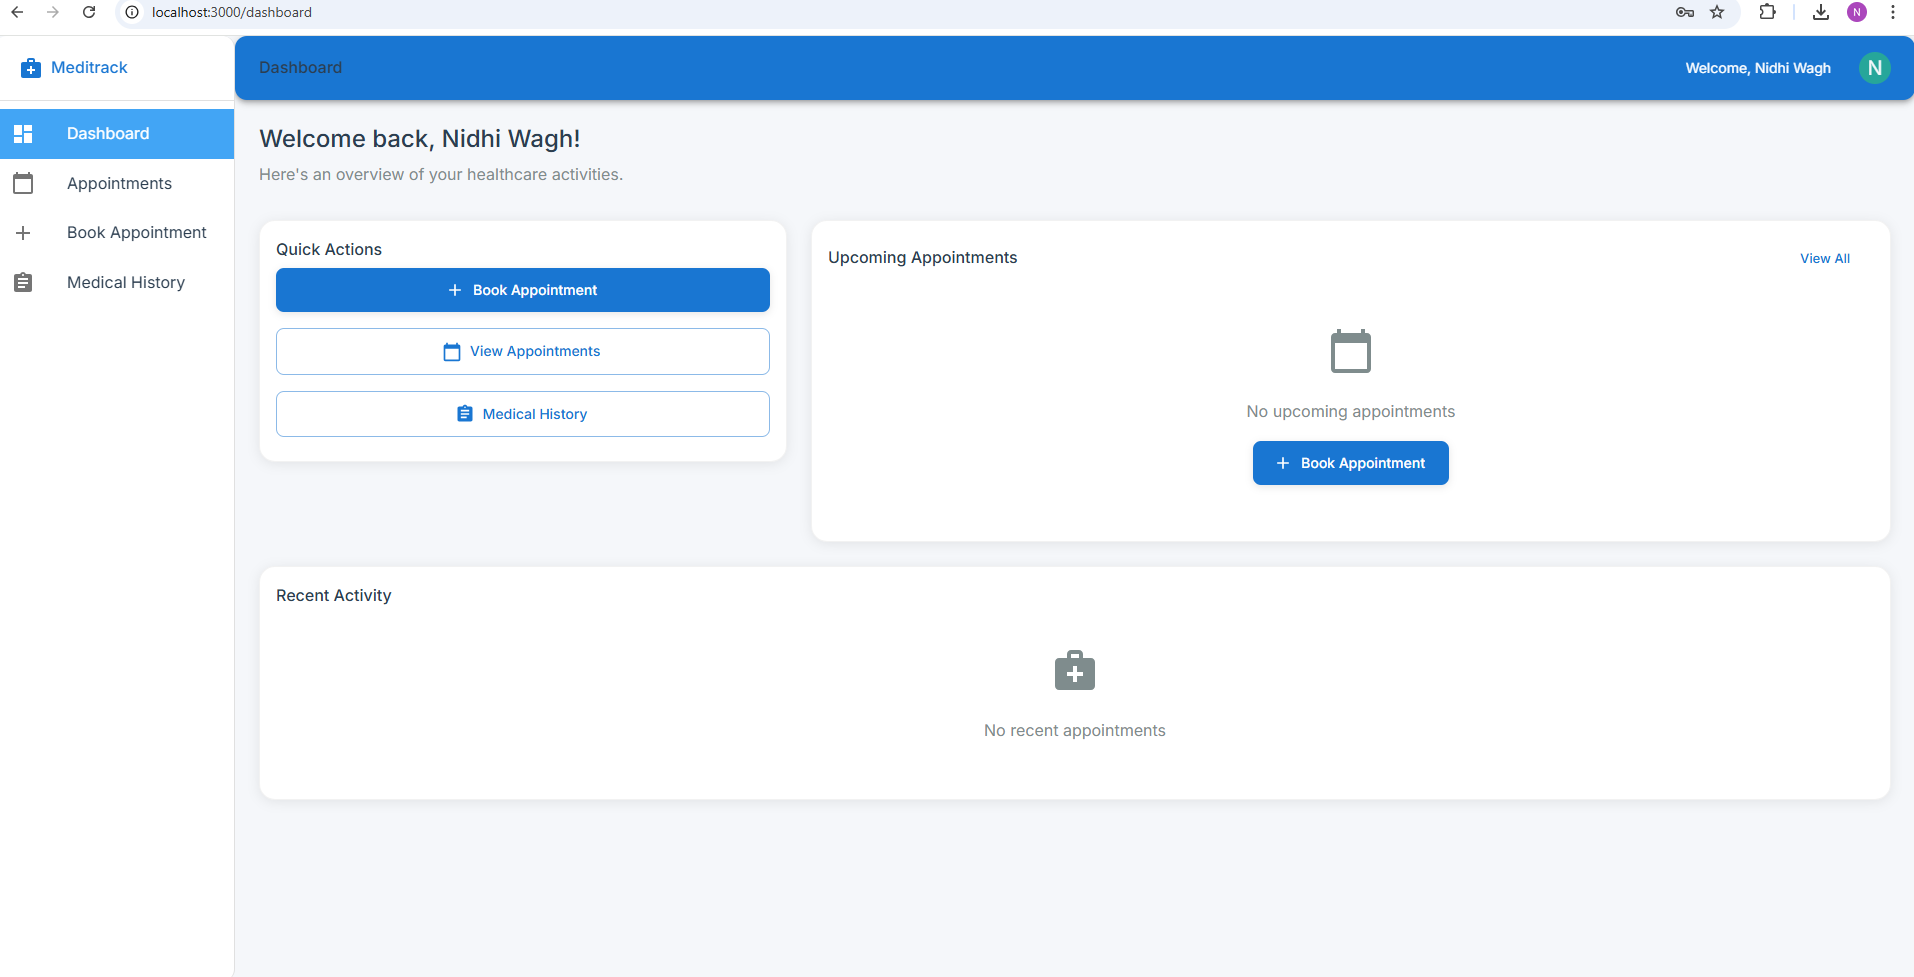 localhost:3000/dashboard
N
Meditrack
Dashboard
Welcome, Nidhi Wagh
N
Dashboard
Appointments
Book Appointment
Medical History
Welcome back, Nidhi Wagh!
Here's an overview of your healthcare activities.
Quick Actions
Book Appointment
View Appointments
Medical History
Upcoming Appointments
View All
No upcoming appointments
Book Appointment
Recent Activity
No recent appointments